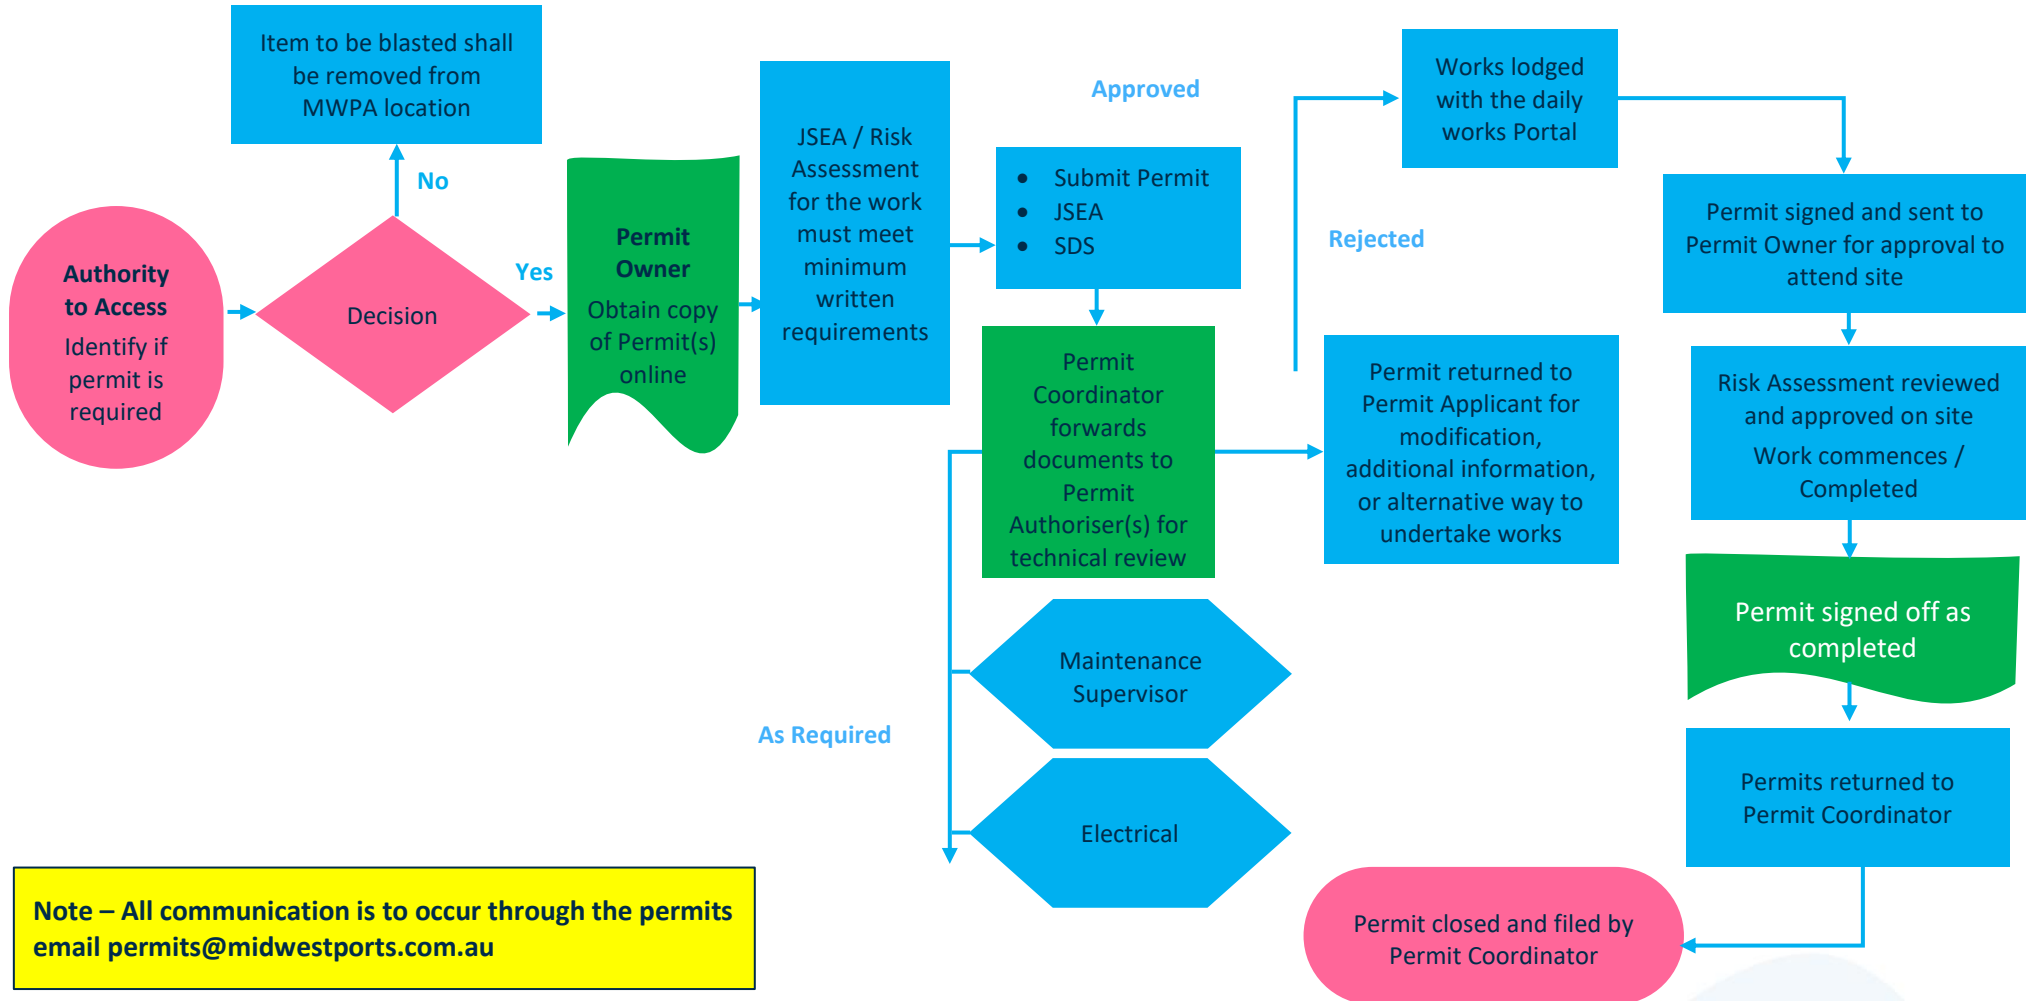 Item to be blasted shall
be removed from
MWPA location
No
Authority
to Access
Identify if
permit is
required
Decision
Yes
Permit
Owner
Obtain copy
of Permit(s)
online
JSEA / Risk
Assessment
for the work
must meet
minimum
written
requirements
Approved
• Submit Permit
• JSEA
• SDS
Permit
Coordinator
forwards
documents to
Permit
Authoriser(s) for
technical review
As Required
Maintenance
Supervisor
Electrical
Rejected
Permit returned to
Permit Applicant for
modification,
additional information,
or alternative way to
undertake works
Works lodged
with the daily
works Portal
Permit signed and sent to
Permit Owner for approval to
attend site
Risk Assessment reviewed
and approved on site
Work commences /
Completed
Permit signed off as
completed
Permits returned to
Permit Coordinator
Permit closed and filed by
Permit Coordinator
Note – All communication is to occur through the permits
email permits@midwestports.com.au